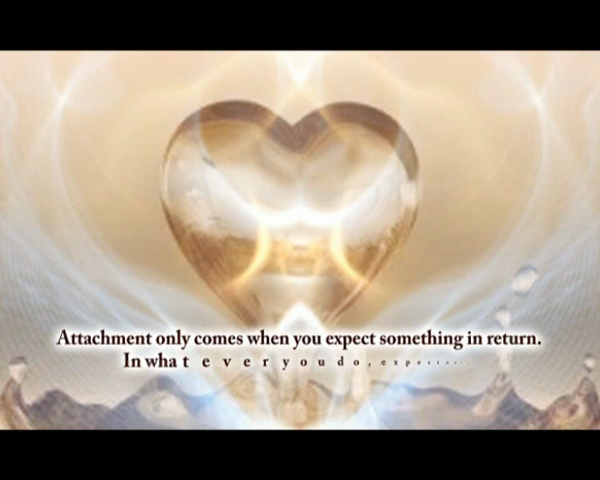 Attachment only comes when you expect something in return.
In whatever you do,